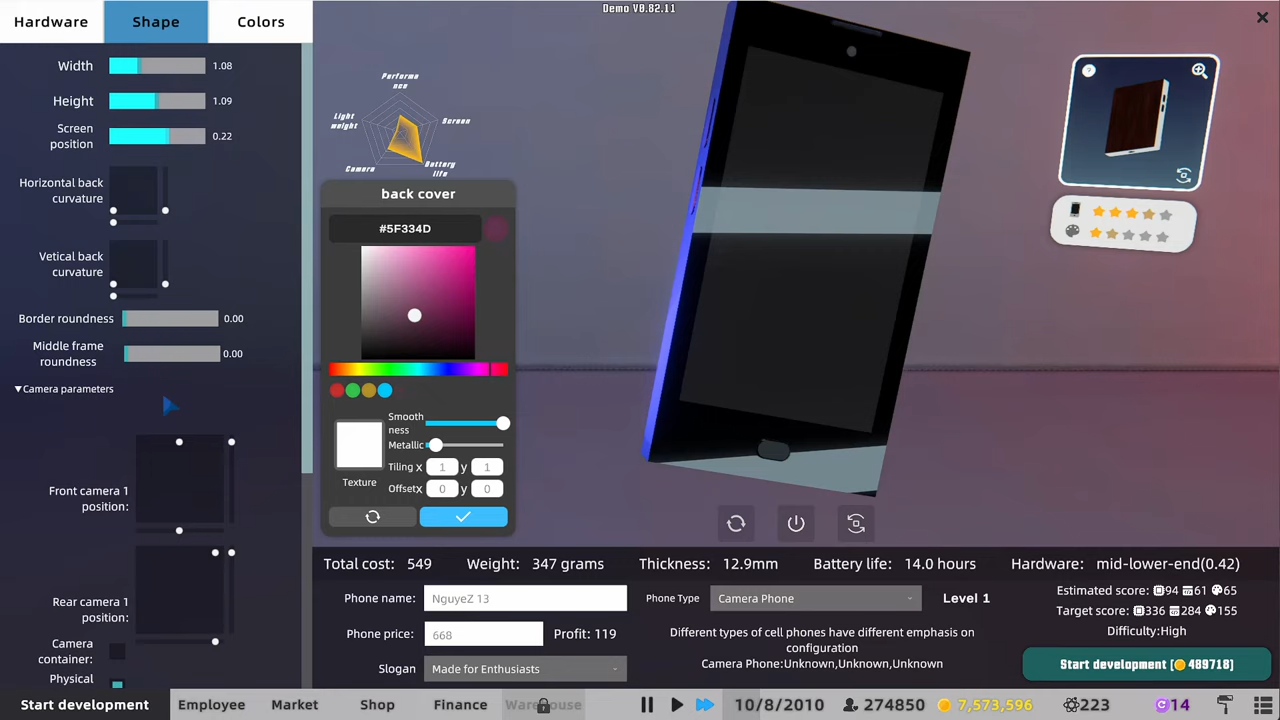 Demo V0.82.11
Hardware
Shape
Colors
Width
1.08
Height
1.09
Screen
position
0.22
Horizontal back
curvature
Vetical back
curvature
Border roundness
0.00
Middle frame
roundness
0.00
▼Camera parameters
Front camera 1
position:
Rear camera 1
position:
Camera
container:
Physical
Performa
nce
Light
weight
Screen
Camera
Battery
life
back cover
#5F334D
Smooth
ness
Metallic
Tiling x 1 y 1
Offset x 0 y 0
Texture
Total cost: 549
Weight: 347 grams
Thickness: 12.9mm
Battery life: 14.0 hours
Hardware: mid-lower-end(0.42)
Phone name: NguyeZ 13
Phone Type Camera Phone
Level 1
Phone price: 668
Profit: 119
Slogan Made for Enthusiasts
Different types of cell phones have different emphasis on
configuration
Camera Phone:Unknown,Unknown,Unknown
Estimated score: 94 61 65
Target score: 336 284 155
Difficulty:High
Start development [489718]
Start development
Employee
Market
Shop
Finance
Warehouse
10/8/2010
274850
7,573,596
223
14